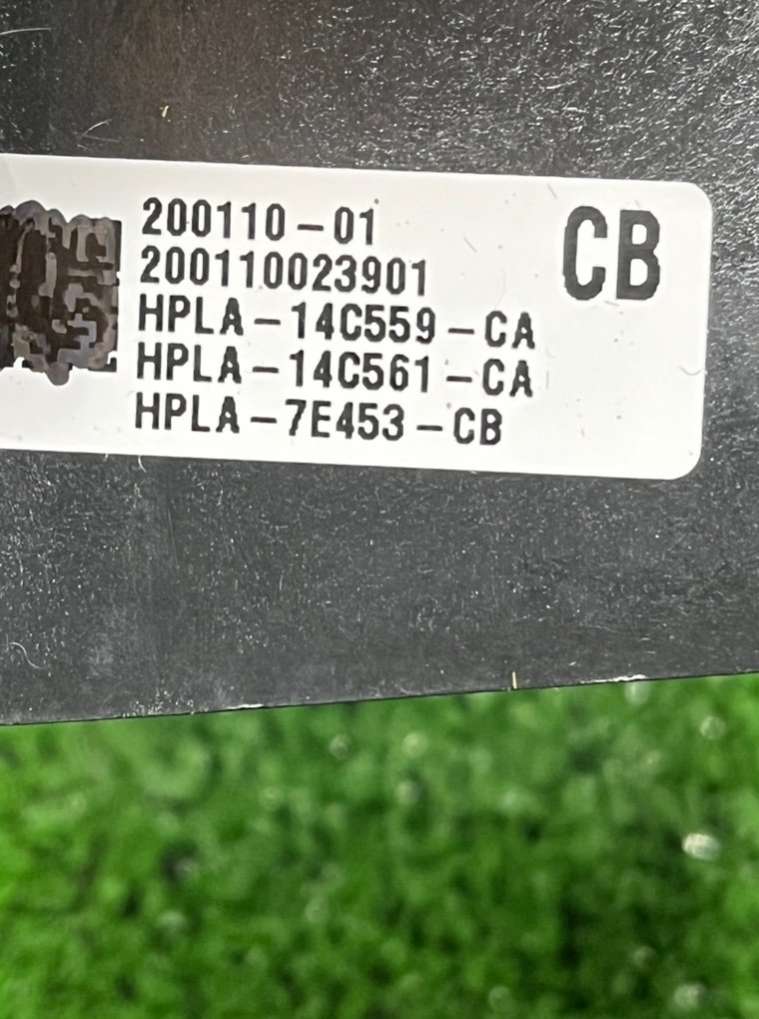 200110-01
CB
200110023901
HPLA-14C559-CA
HPLA-14C561-CA
HPLA-7E453-CB